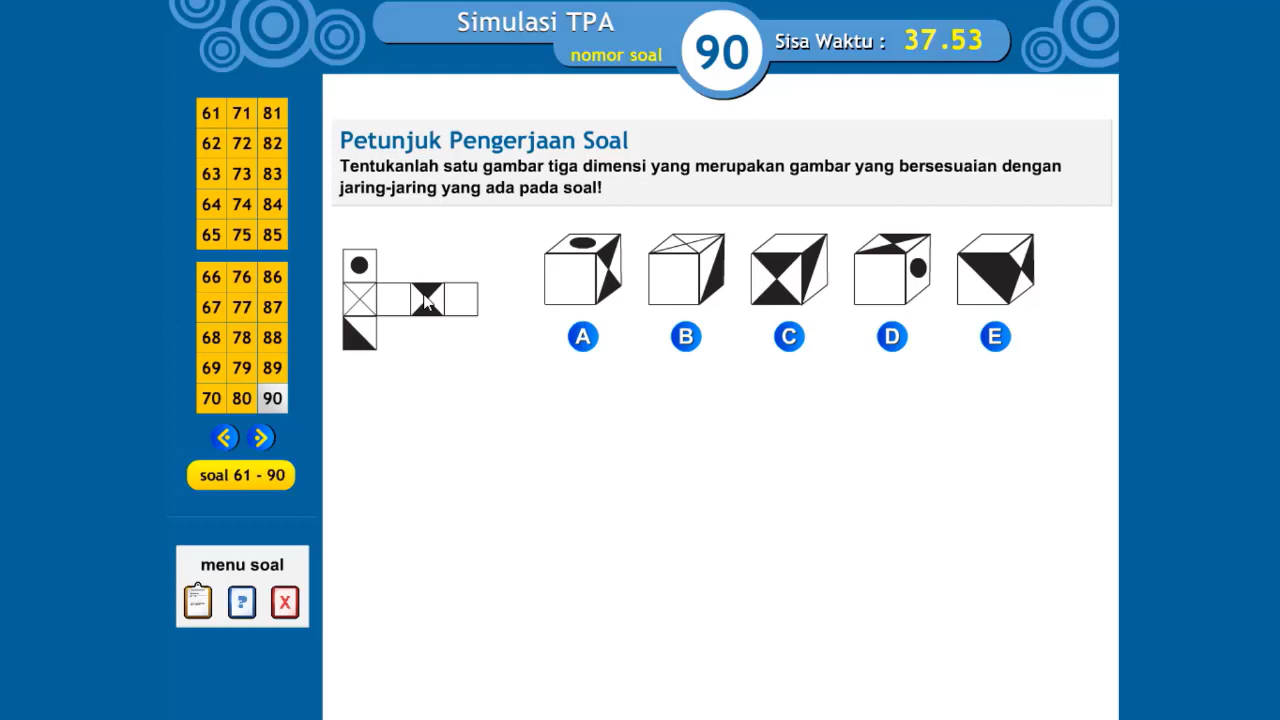 Simulasi TPA
nomor soal
90
Sisa Waktu : 37.53
61 71 81
62 72 82
63 73 83
64 74 84
65 75 85
66 76 86
67 77 87
68 78 88
69 79 89
70 80 90
soal 61 - 90
menu soal
?
X
Petunjuk Pengerjaan Soal
Tentukanlah satu gambar tiga dimensi yang merupakan gambar yang bersesuaian dengan
jaring-jaring yang ada pada soal!
A B C D E